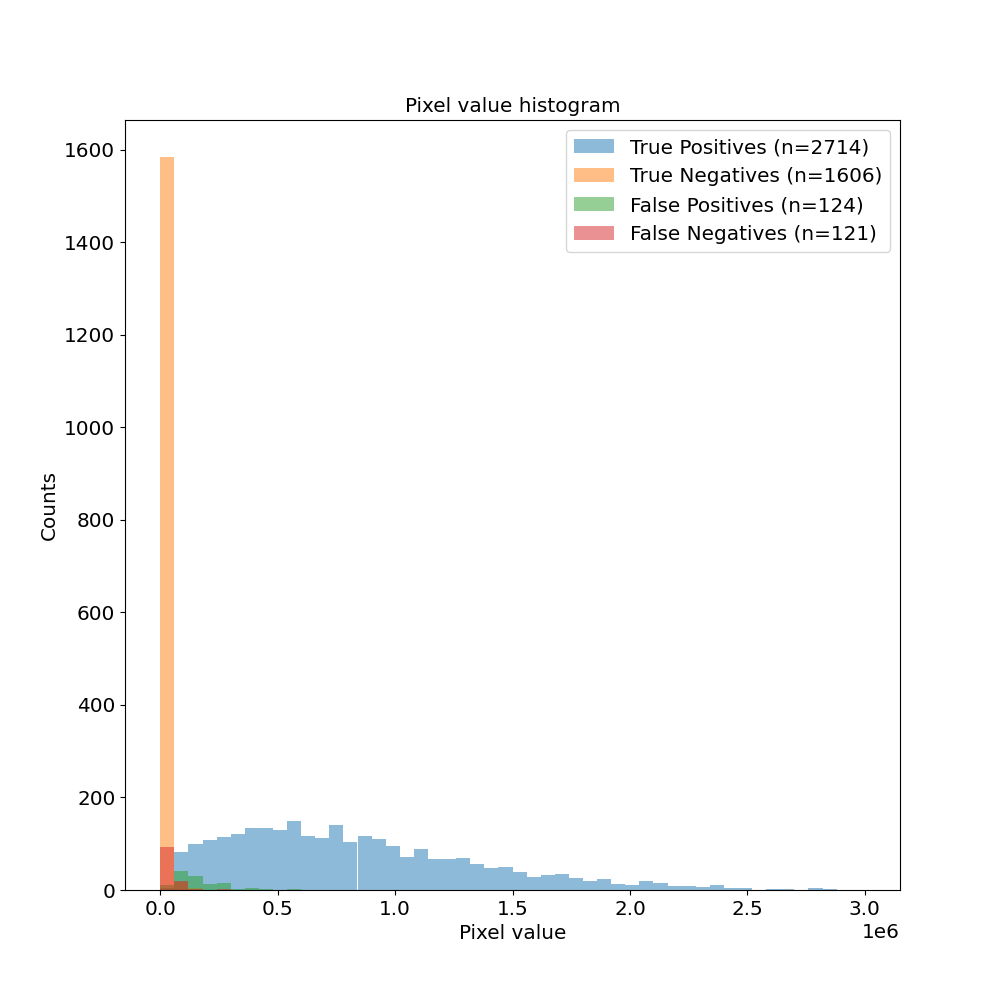 Pixel value histogram
True Positives (n=2714)
True Negatives (n=1606)
False Positives (n=124)
False Negatives (n=121)
1600
1400
1200
1000
800
600
400
200
0
Counts
0.0 0.5 1.0 1.5 2.0 2.5 3.0
1e6
Pixel value